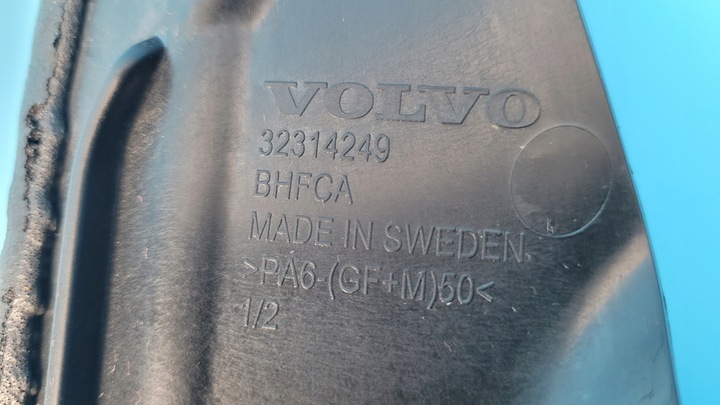 VOLVO
32314249
BHFCA
MADE IN SWEDEN
>PA6-(GF+M)50<
1/2